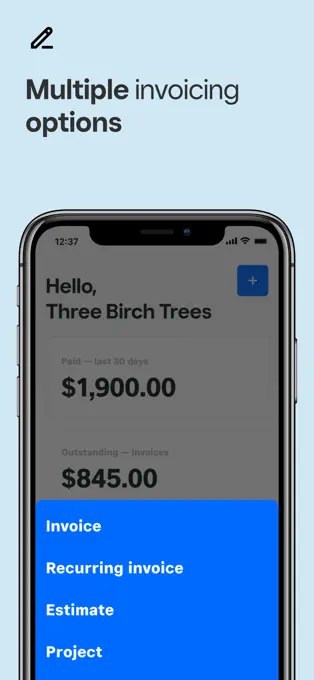 Multiple invoicing
options
12:37
Hello,
Three Birch Trees
+
Paid — last 30 days
$1,900.00
Outstanding — Invoices
$845.00
Invoice
Recurring invoice
Estimate
Project